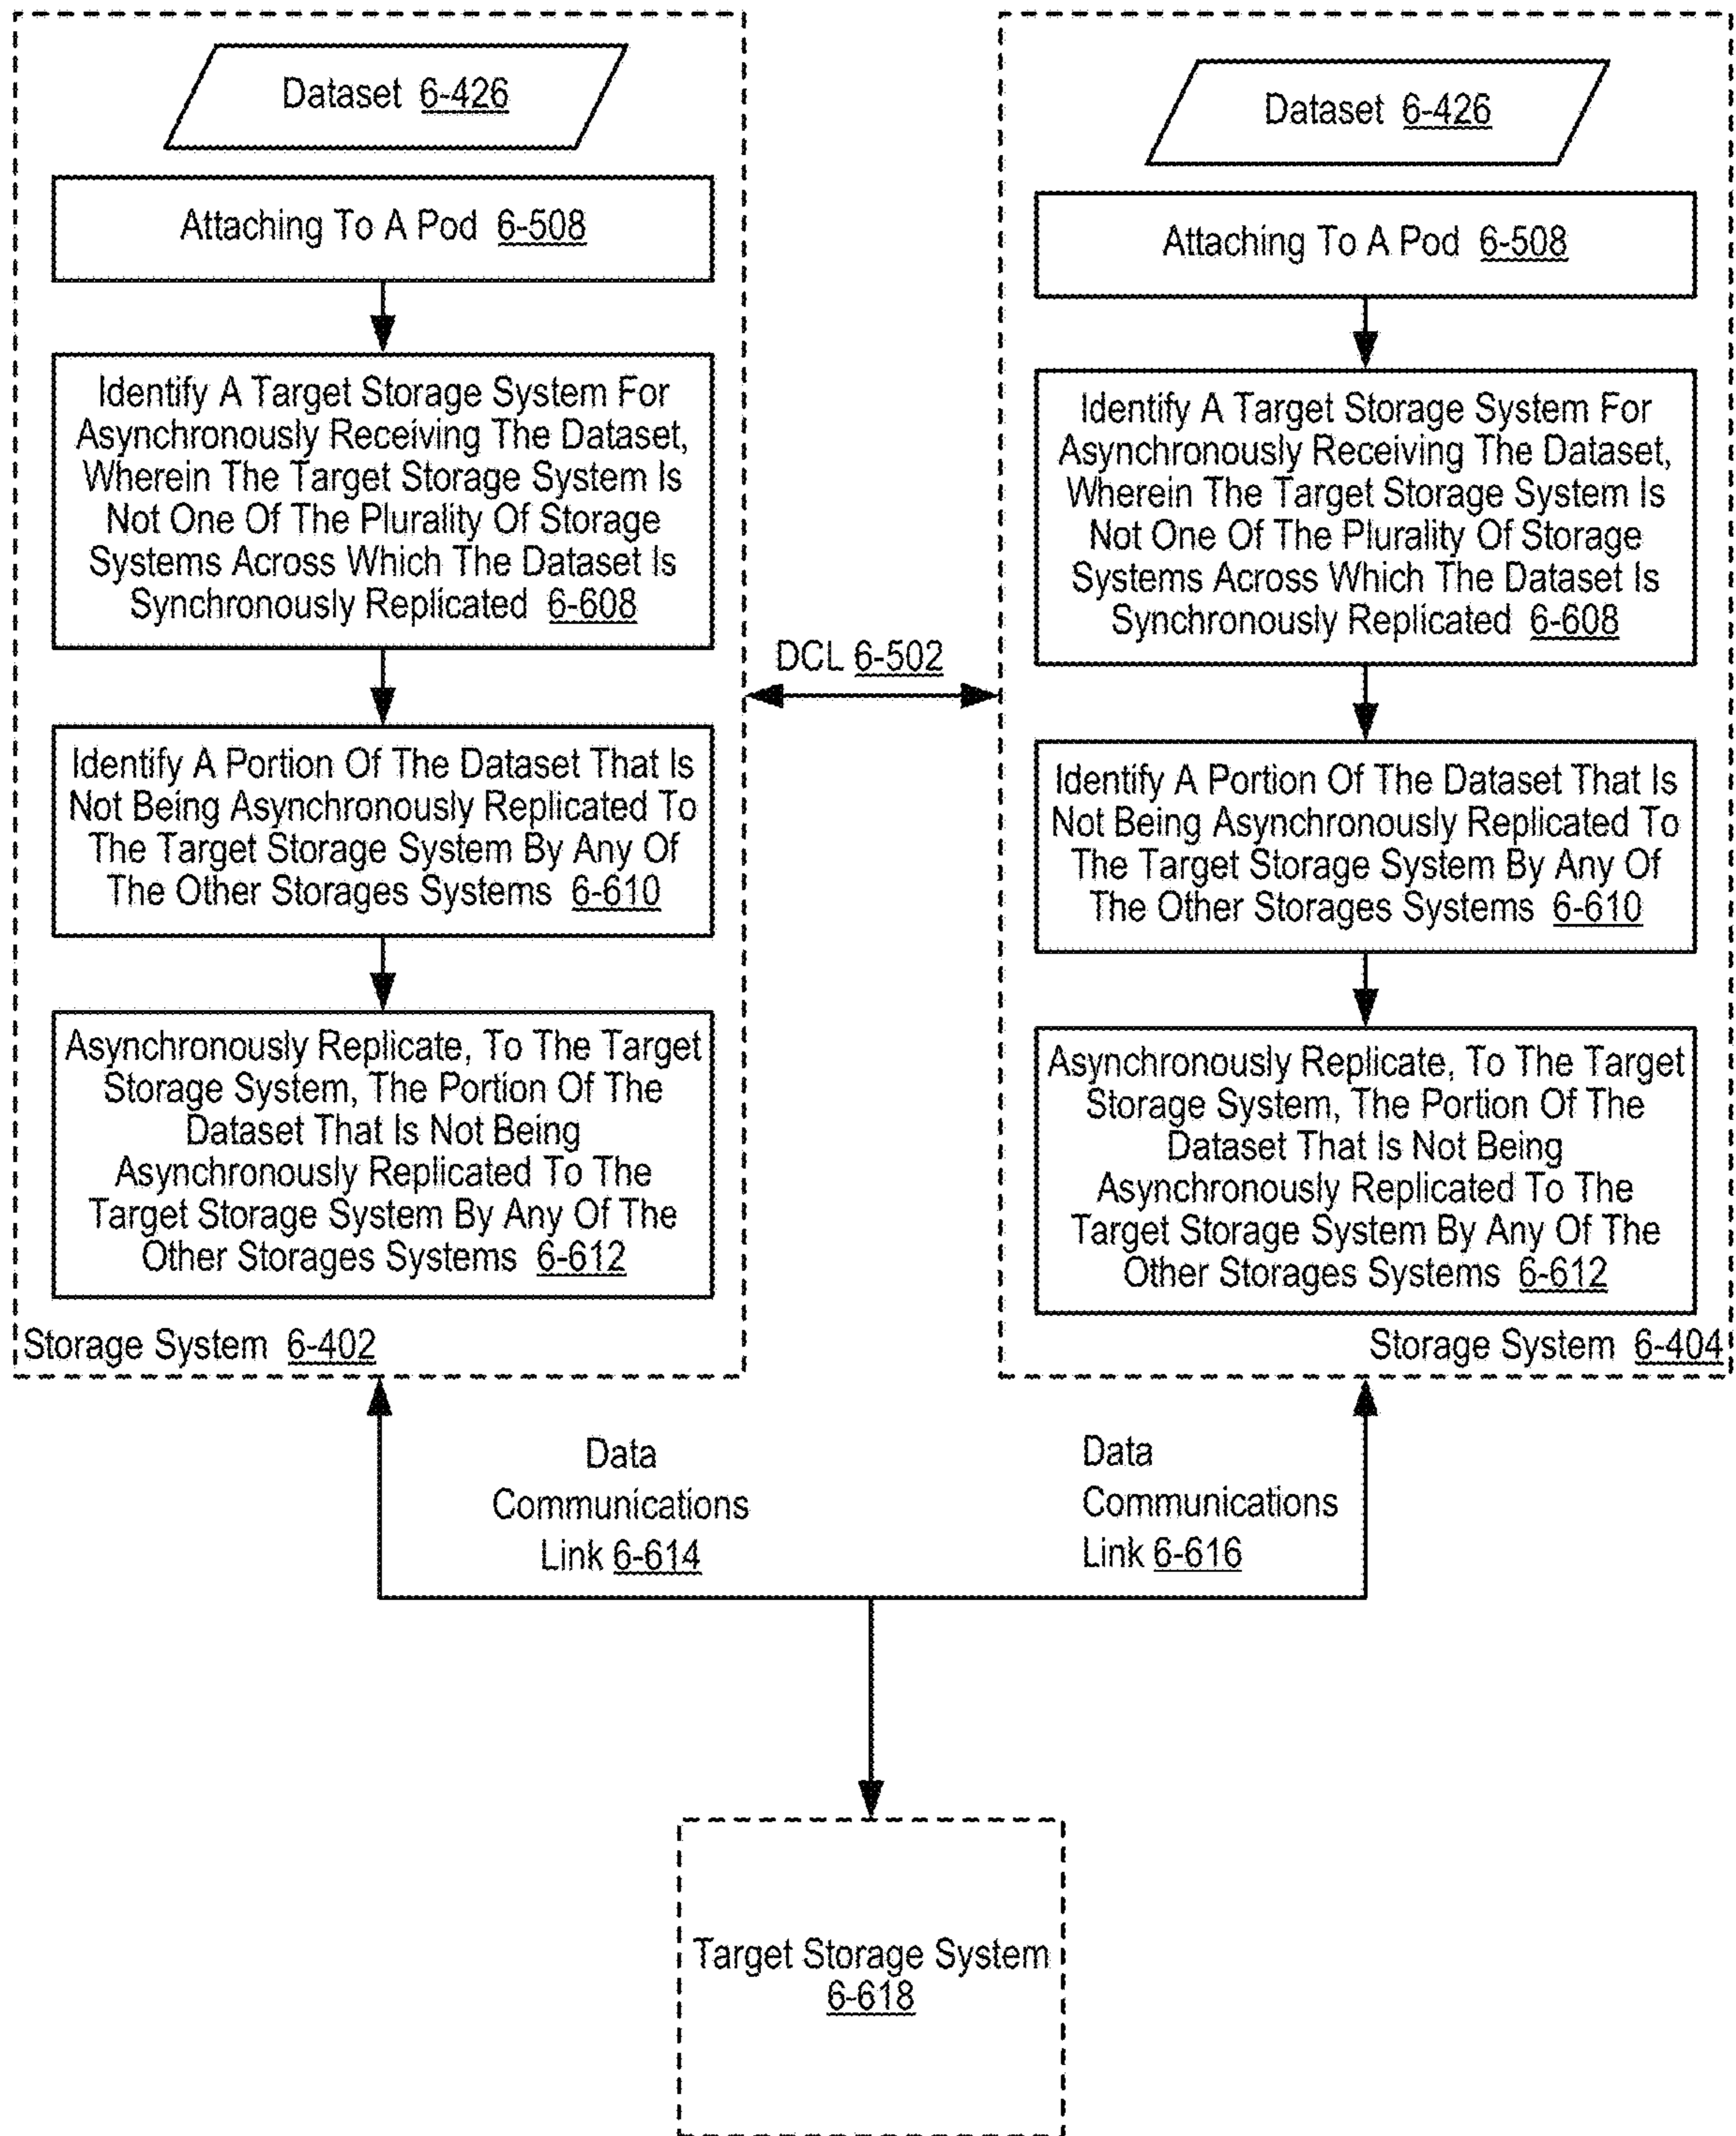 Dataset 6-426
Attaching To A Pod 6-508
Identify A Target Storage System For
Asynchronously Receiving The Dataset,
Wherein The Target Storage System Is
Not One Of The Plurality Of Storage
Systems Across Which The Dataset Is
Synchronously Replicated 6-608
Identify A Portion Of The Dataset That Is
Not Being Asynchronously Replicated To
The Target Storage System By Any Of
The Other Storages Systems 6-610
Asynchronously Replicate, To The Target
Storage System, The Portion Of The
Dataset That Is Not Being
Asynchronously Replicated To The
Target Storage System By Any Of The
Other Storages Systems 6-612
Storage System 6-402
DCL 6-502
Dataset 6-426
Attaching To A Pod 6-508
Identify A Target Storage System For
Asynchronously Receiving The Dataset,
Wherein The Target Storage System Is
Not One Of The Plurality Of Storage
Systems Across Which The Dataset Is
Synchronously Replicated 6-608
Identify A Portion Of The Dataset That Is
Not Being Asynchronously Replicated To
The Target Storage System By Any Of
The Other Storages Systems 6-610
Asynchronously Replicate, To The Target
Storage System, The Portion Of The
Dataset That Is Not Being
Asynchronously Replicated To The
Target Storage System By Any Of The
Other Storages Systems 6-612
Storage System 6-404
Data
Communications
Link 6-614
Data
Communications
Link 6-616
Target Storage System
6-618